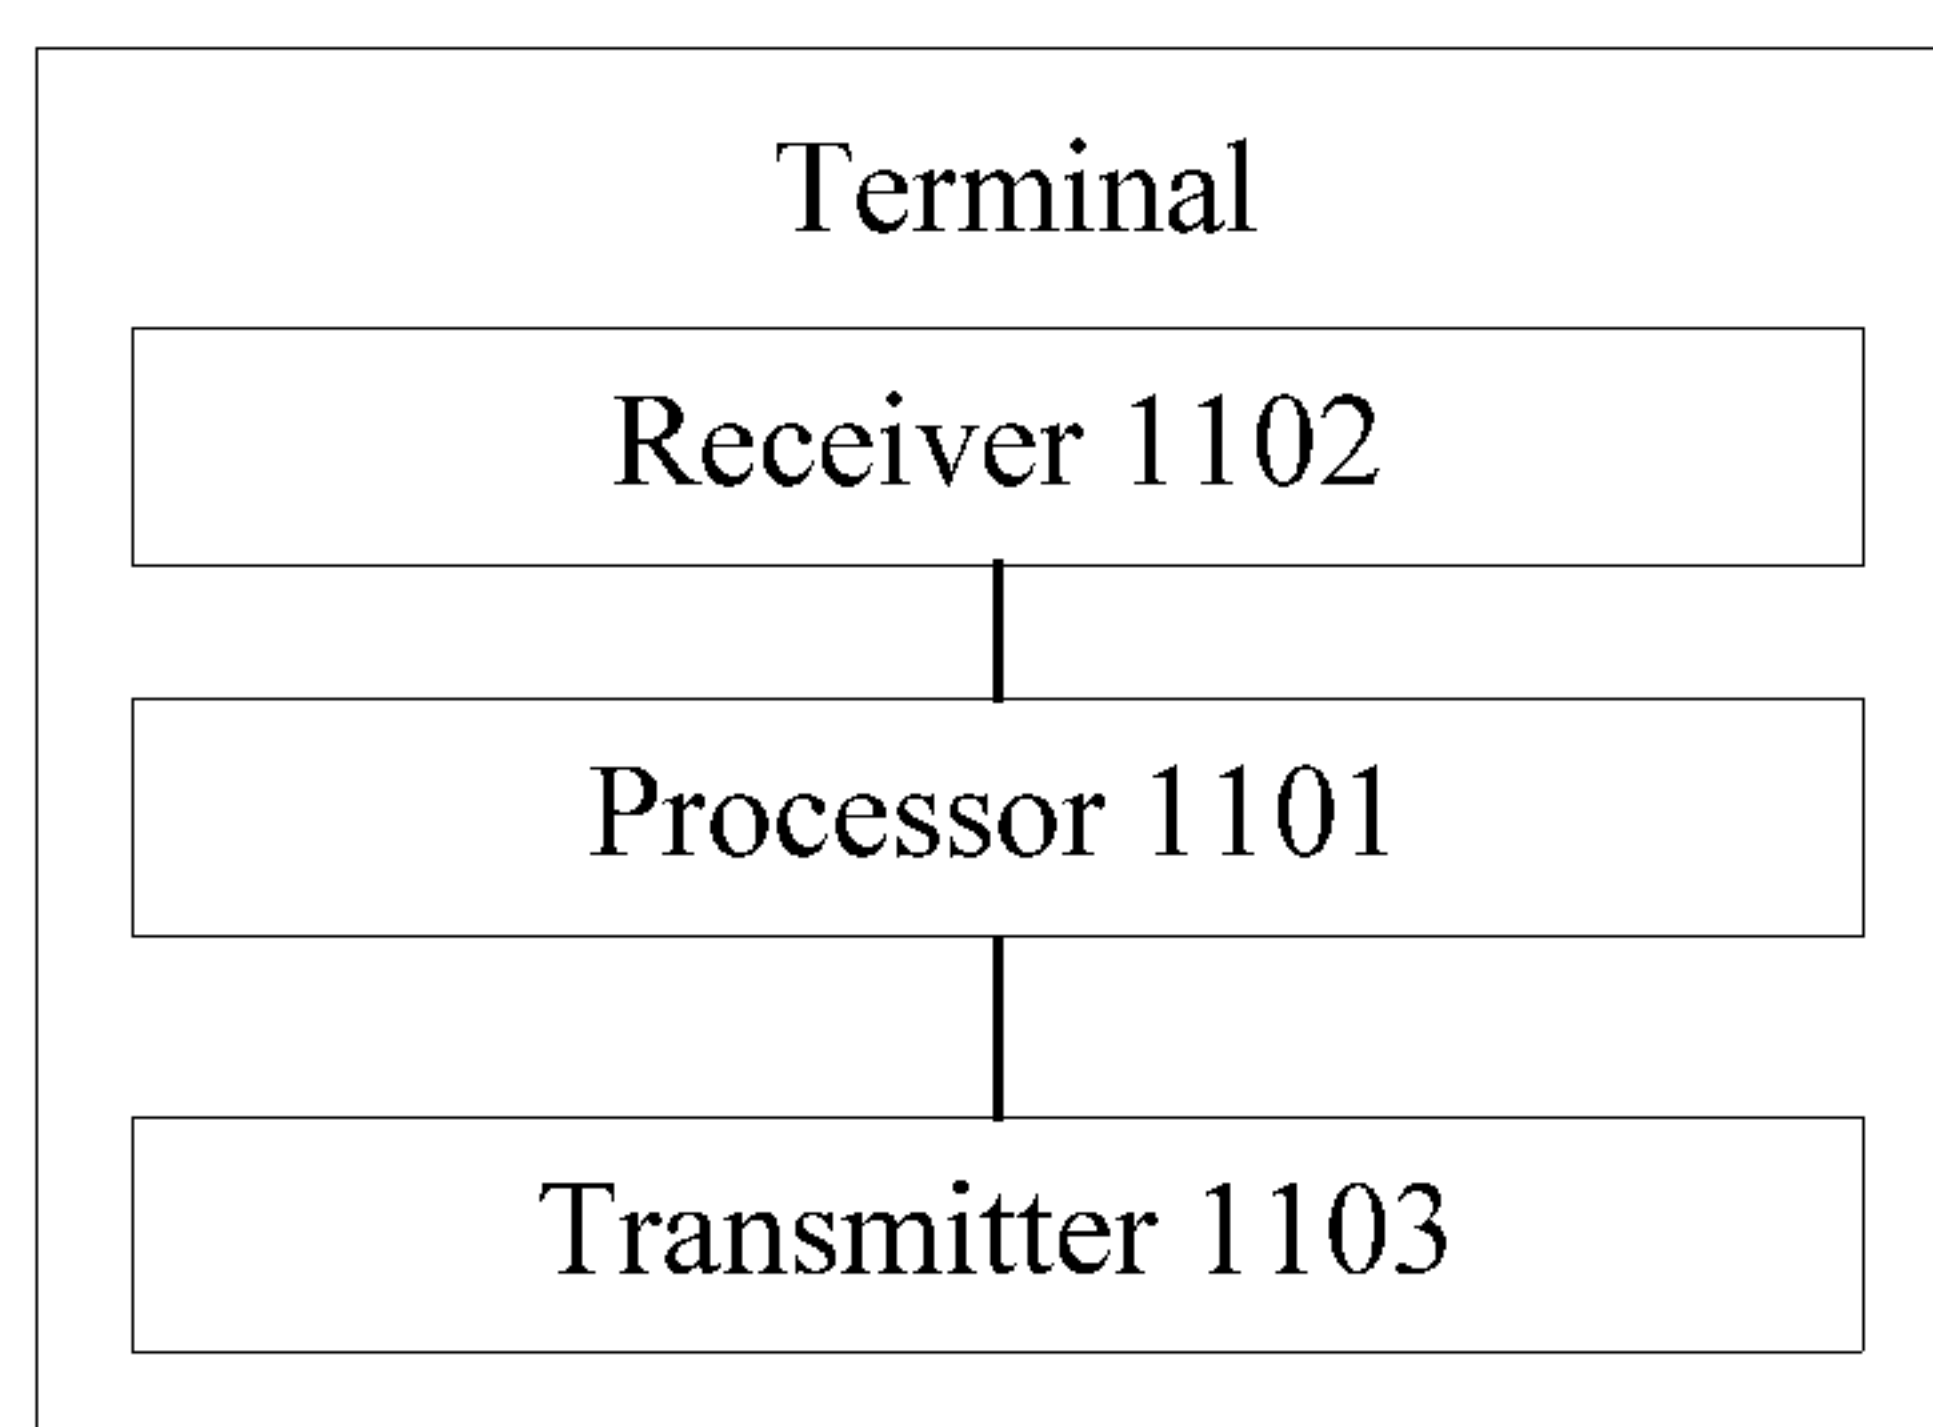 Terminal
Receiver 1102
Processor 1101
Transmitter 1103